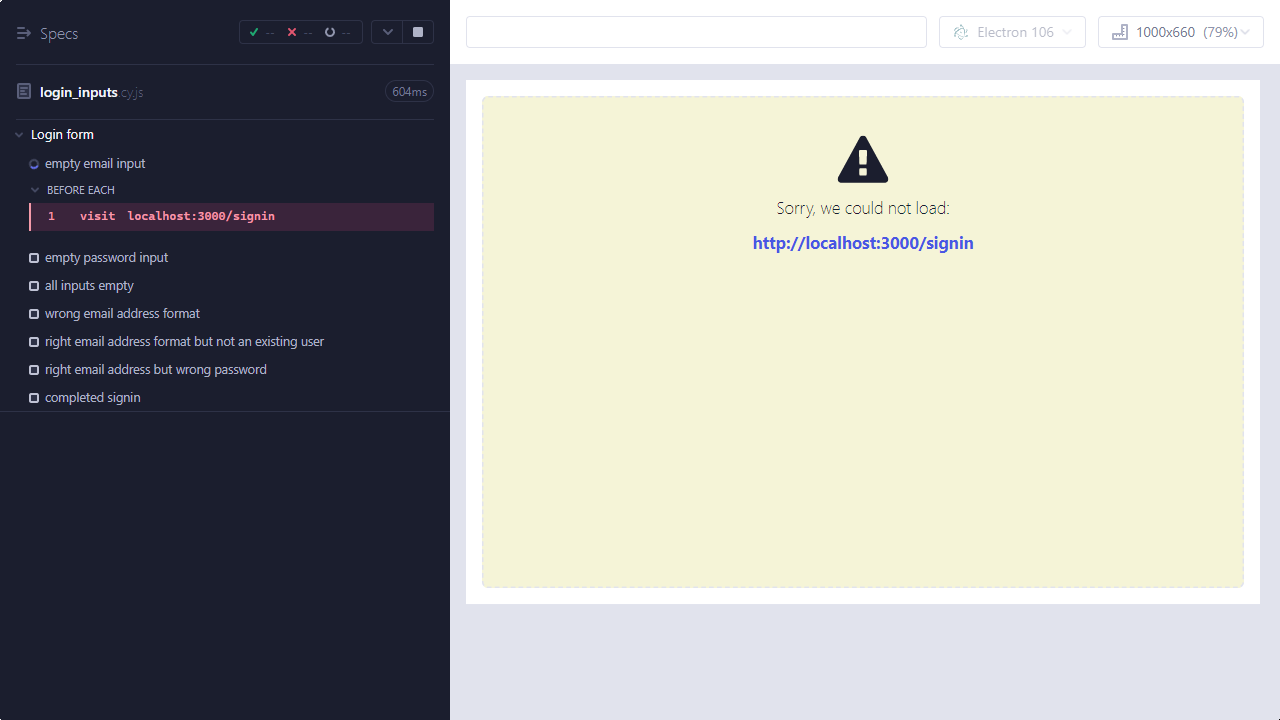 Specs
-- -- --
login_inputs.cy.js 604ms
Login form
empty email input
BEFORE EACH
1 visit localhost:3000/signin
empty password input
all inputs empty
wrong email address format
right email address format but not an existing user
right email address but wrong password
completed signin
Electron 106 1000x660 (79%)
Sorry, we could not load:
http://localhost:3000/signin